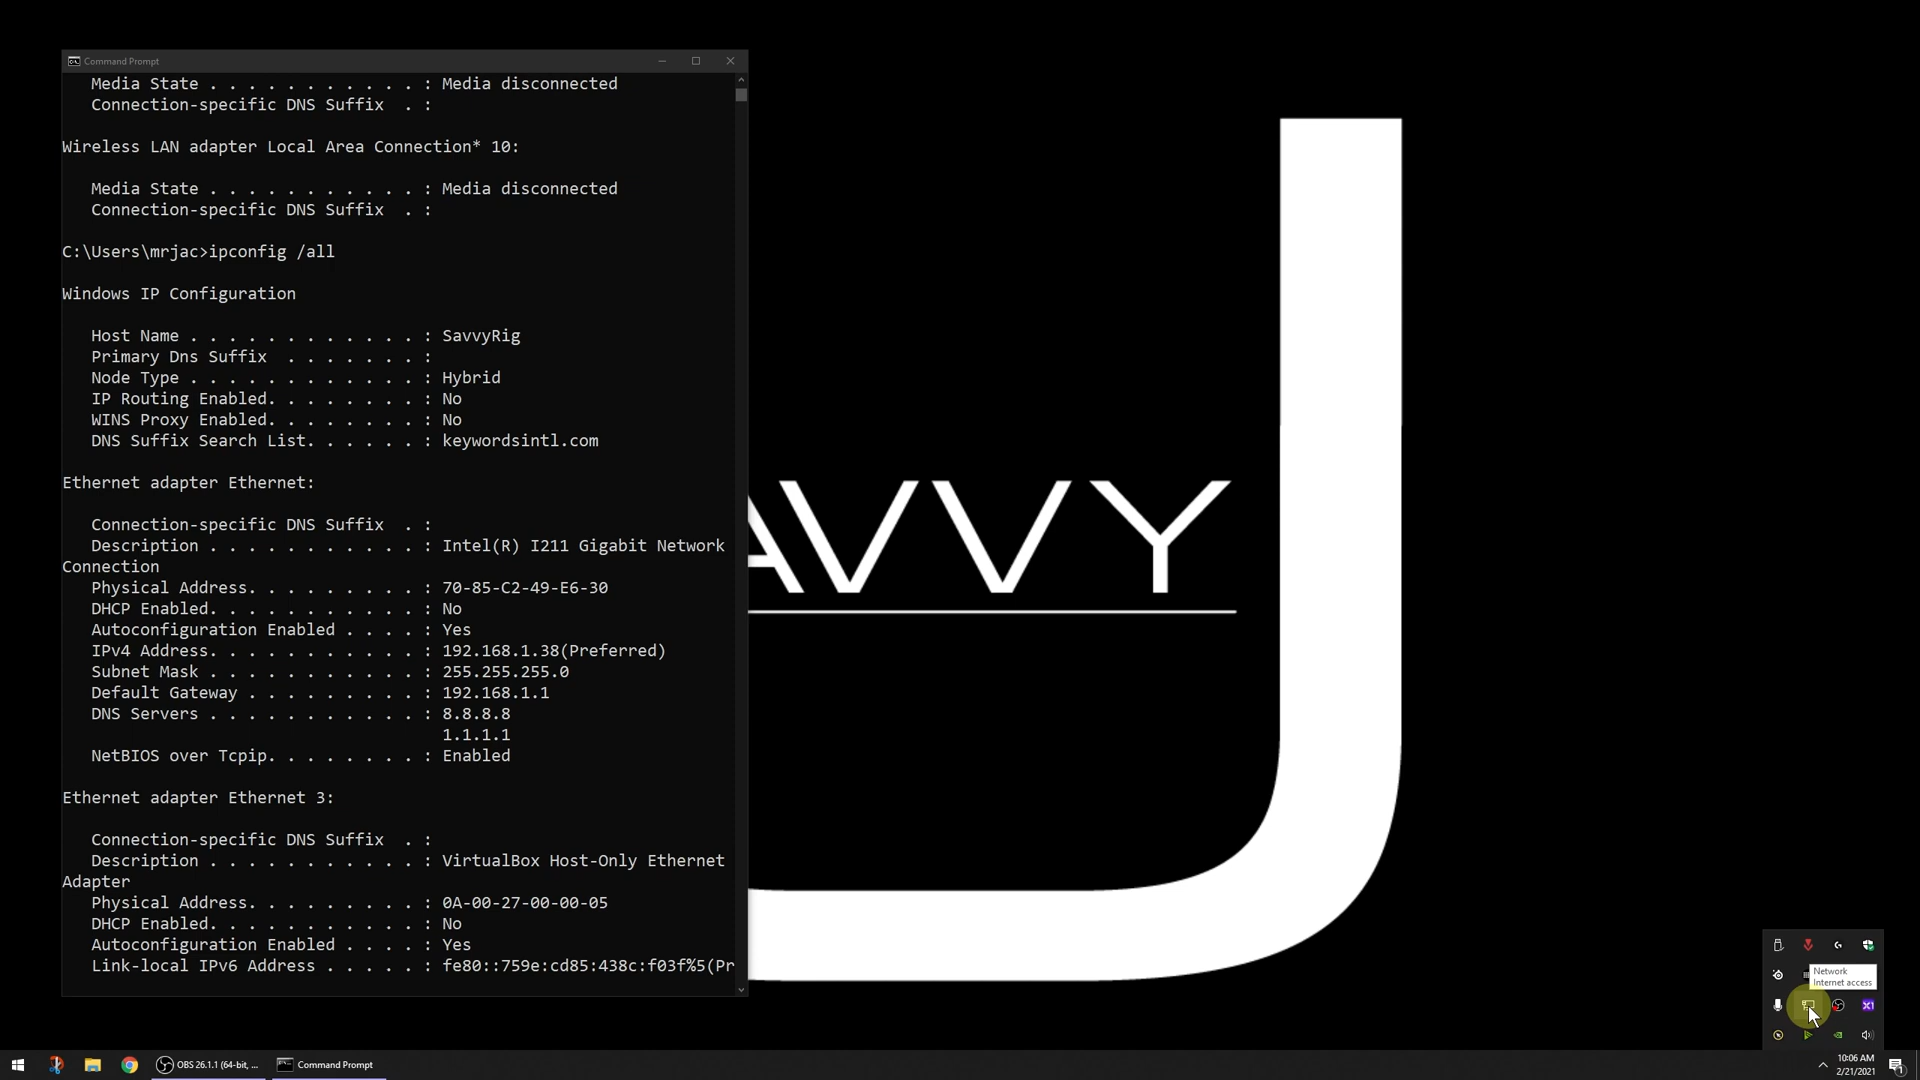 Command Prompt
Media State . . . . . . . . . . . : Media disconnected
Connection-specific DNS Suffix  . :
Wireless LAN adapter Local Area Connection* 10:
Media State . . . . . . . . . . . : Media disconnected
Connection-specific DNS Suffix  . :
C:\Users\mrjac>ipconfig /all
Windows IP Configuration
Host Name . . . . . . . . . . . . : SavvyRig
Primary Dns Suffix  . . . . . . . :
Node Type . . . . . . . . . . . . : Hybrid
IP Routing Enabled. . . . . . . . : No
WINS Proxy Enabled. . . . . . . . : No
DNS Suffix Search List. . . . . . : keywordsintl.com
Ethernet adapter Ethernet:
Connection-specific DNS Suffix  . :
Description . . . . . . . . . . . : Intel(R) I211 Gigabit Network
Connection
Physical Address. . . . . . . . . : 70-85-C2-49-E6-30
DHCP Enabled. . . . . . . . . . . : No
Autoconfiguration Enabled . . . . : Yes
IPv4 Address. . . . . . . . . . . : 192.168.1.38(Preferred)
Subnet Mask . . . . . . . . . . . : 255.255.255.0
Default Gateway . . . . . . . . . : 192.168.1.1
DNS Servers . . . . . . . . . . . : 8.8.8.8
1.1.1.1
NetBIOS over Tcpip. . . . . . . . : Enabled
Ethernet adapter Ethernet 3:
Connection-specific DNS Suffix  . :
Description . . . . . . . . . . . : VirtualBox Host-Only Ethernet
Adapter
Physical Address. . . . . . . . . : 0A-00-27-00-00-05
DHCP Enabled. . . . . . . . . . . : No
Autoconfiguration Enabled . . . . : Yes
Link-local IPv6 Address . . . . . : fe80::759e:cd85:438c:f03f%5(Pr
AVVY
J
Network
Internet access
X1
OBS 26.1.1 (64-bit, ...
Command Prompt
10:06 AM
2/21/2021
1